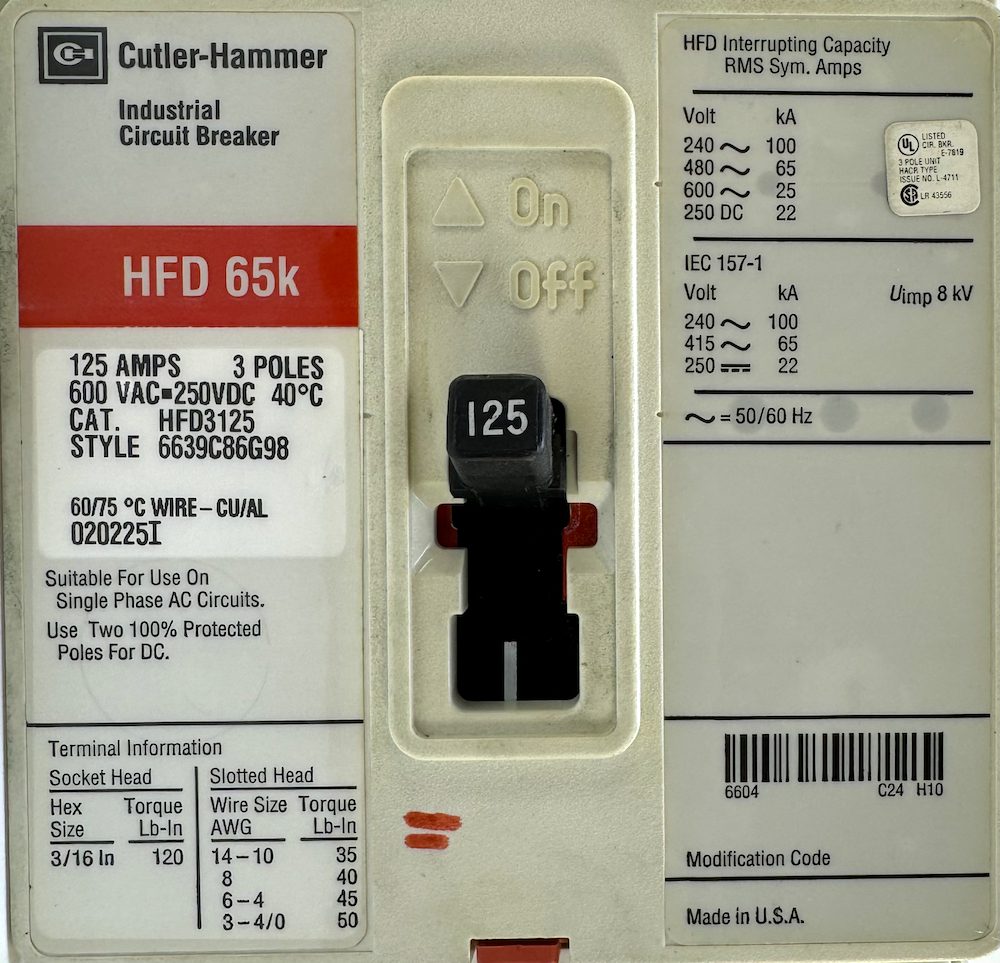 Cutler-Hammer
Industrial
Circuit Breaker
HFD 65k
125 AMPS 3 POLES
600 VAC▪250VDC 40°C
CAT. HFD3125
STYLE 6639C86G98
60/75 °C WIRE – CU/AL
020225I
Suitable For Use On
Single Phase AC Circuits.
Use Two 100% Protected
Poles For DC.
Terminal Information
Socket Head
Hex Torque
Size Lb-In
3/16 In 120
Slotted Head
Wire Size Torque
AWG Lb-In
14–10 35
8 40
6–4 45
3–4/0 50
On
Off
125
HFD Interrupting Capacity
RMS Sym. Amps
Volt kA
240 ~ 100
480 ~ 65
600 ~ 25
250 DC 22
UL LISTED
CIR. BKR.
E-7819
3 POLE UNIT
HACR TYPE
ISSUE NO. L-4711
LR 43556
IEC 157-1
Volt kA Uimp 8 kV
240 ~ 100
415 ~ 65
250 ⎓ 22
~ = 50/60 Hz
6604 C24 H10
Modification Code
Made in U.S.A.